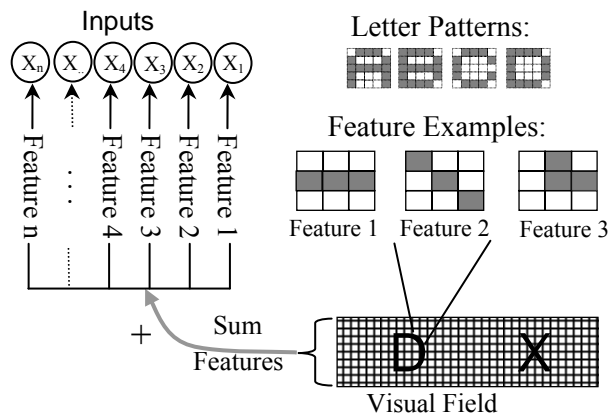 Inputs
Xn X.. X4 X3 X2 X1
Feature n
.  .  .
Feature 4
Feature 3
Feature 2
Feature 1
+
Sum
Features
Letter Patterns:
A B C D
Feature Examples:
Feature 1 Feature 2 Feature 3
D X
Visual Field